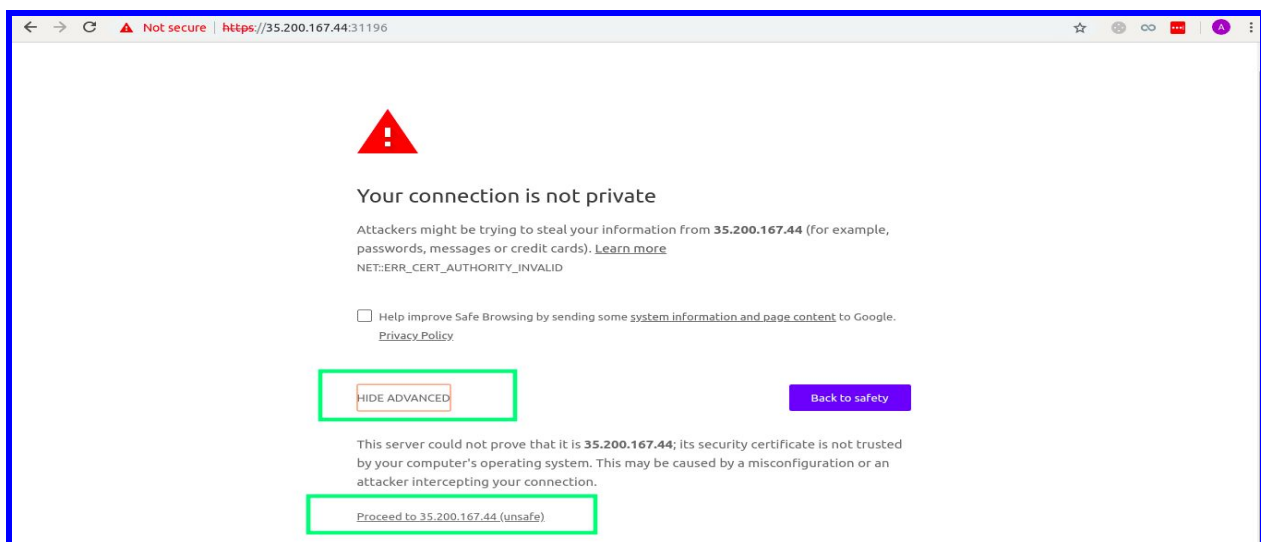 Not secure | https://35.200.167.44:31196
A
Your connection is not private
Attackers might be trying to steal your information from 35.200.167.44 (for example,
passwords, messages or credit cards). Learn more
NET::ERR_CERT_AUTHORITY_INVALID
Help improve Safe Browsing by sending some system information and page content to Google.
Privacy Policy
HIDE ADVANCED
Back to safety
This server could not prove that it is 35.200.167.44; its security certificate is not trusted
by your computer's operating system. This may be caused by a misconfiguration or an
attacker intercepting your connection.
Proceed to 35.200.167.44 (unsafe)